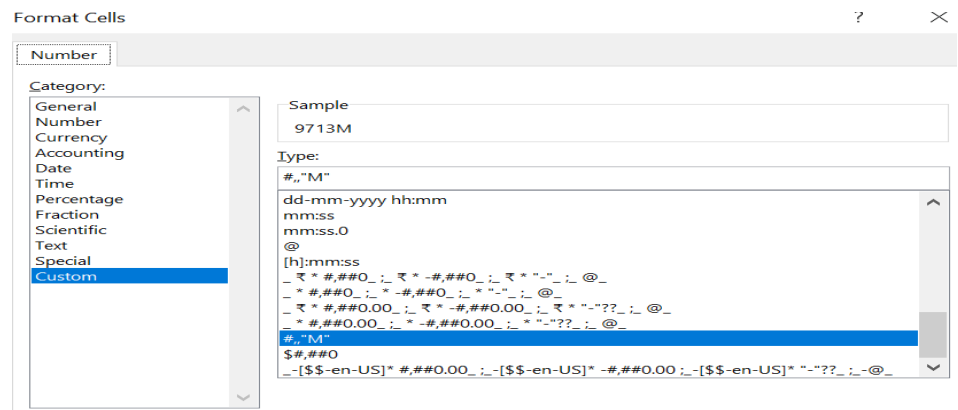 Format Cells ? ✕
Number
Category:
General
Number
Currency
Accounting
Date
Time
Percentage
Fraction
Scientific
Text
Special
Custom
Sample
9713M
Type:
#,,"M"
dd-mm-yyyy hh:mm
mm:ss
mm:ss.0
@
[h]:mm:ss
_ ₹ * #,##0_ ;_ ₹ * -#,##0_ ;_ ₹ * "-"_ ;_ @_
_ * #,##0_ ;_ * -#,##0_ ;_ * "-"_ ;_ @_
_ ₹ * #,##0.00_ ;_ ₹ * -#,##0.00_ ;_ ₹ * "-"??_ ;_ @_
_ * #,##0.00_ ;_ * -#,##0.00_ ;_ * "-"??_ ;_ @_
#,,"M"
$#,##0
_-[$$-en-US]* #,##0.00_ ;_-[$$-en-US]* -#,##0.00 ;_-[$$-en-US]* "-"??_ ;_-@_